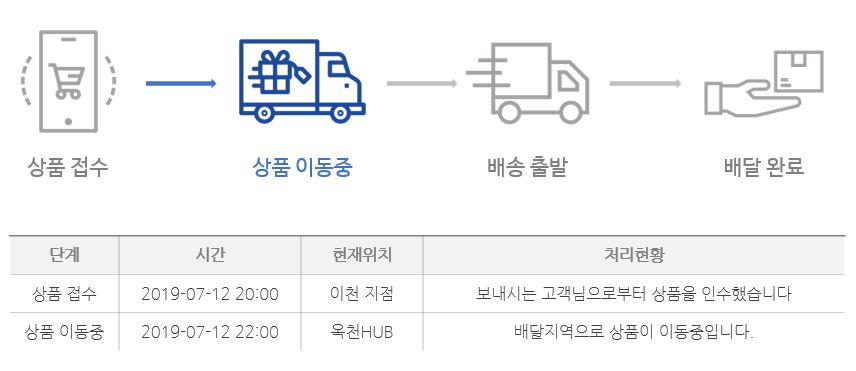 상품 접수 상품 이동중 배송 출발 배달 완료
단계 시간 현재위치 처리현황
상품 접수 2019-07-12 20:00 이천 지점 보내시는 고객님으로부터 상품을 인수했습니다
상품 이동중 2019-07-12 22:00 옥천HUB 배달지역으로 상품이 이동중입니다.